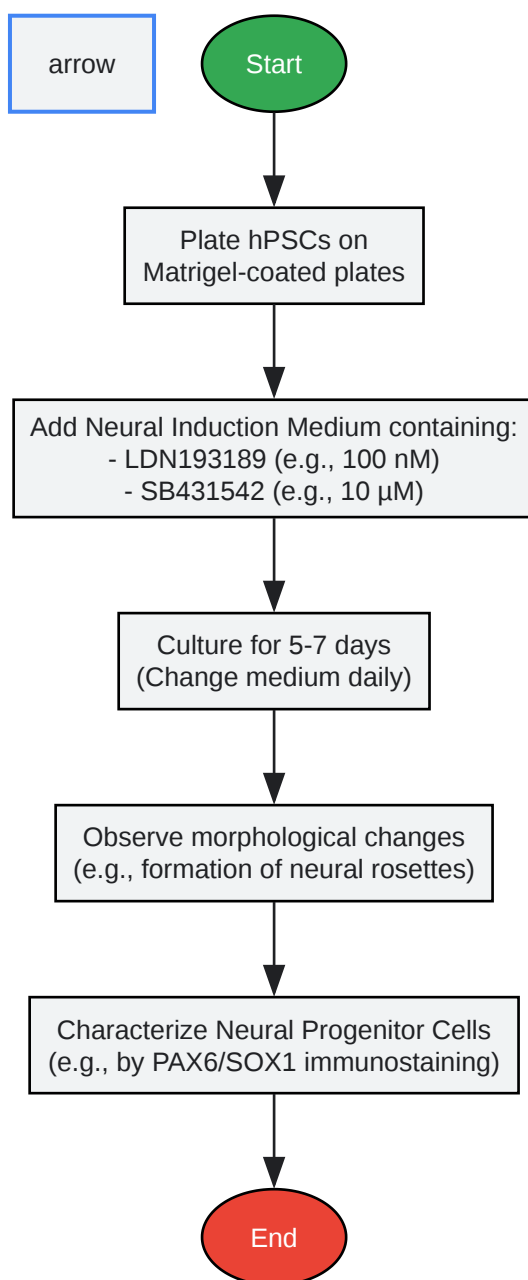 arrow
Start
Plate hPSCs on
Matrigel-coated plates
Add Neural Induction Medium containing:
- LDN193189 (e.g., 100 nM)
- SB431542 (e.g., 10 µM)
Culture for 5-7 days
(Change medium daily)
Observe morphological changes
(e.g., formation of neural rosettes)
Characterize Neural Progenitor Cells
(e.g., by PAX6/SOX1 immunostaining)
End